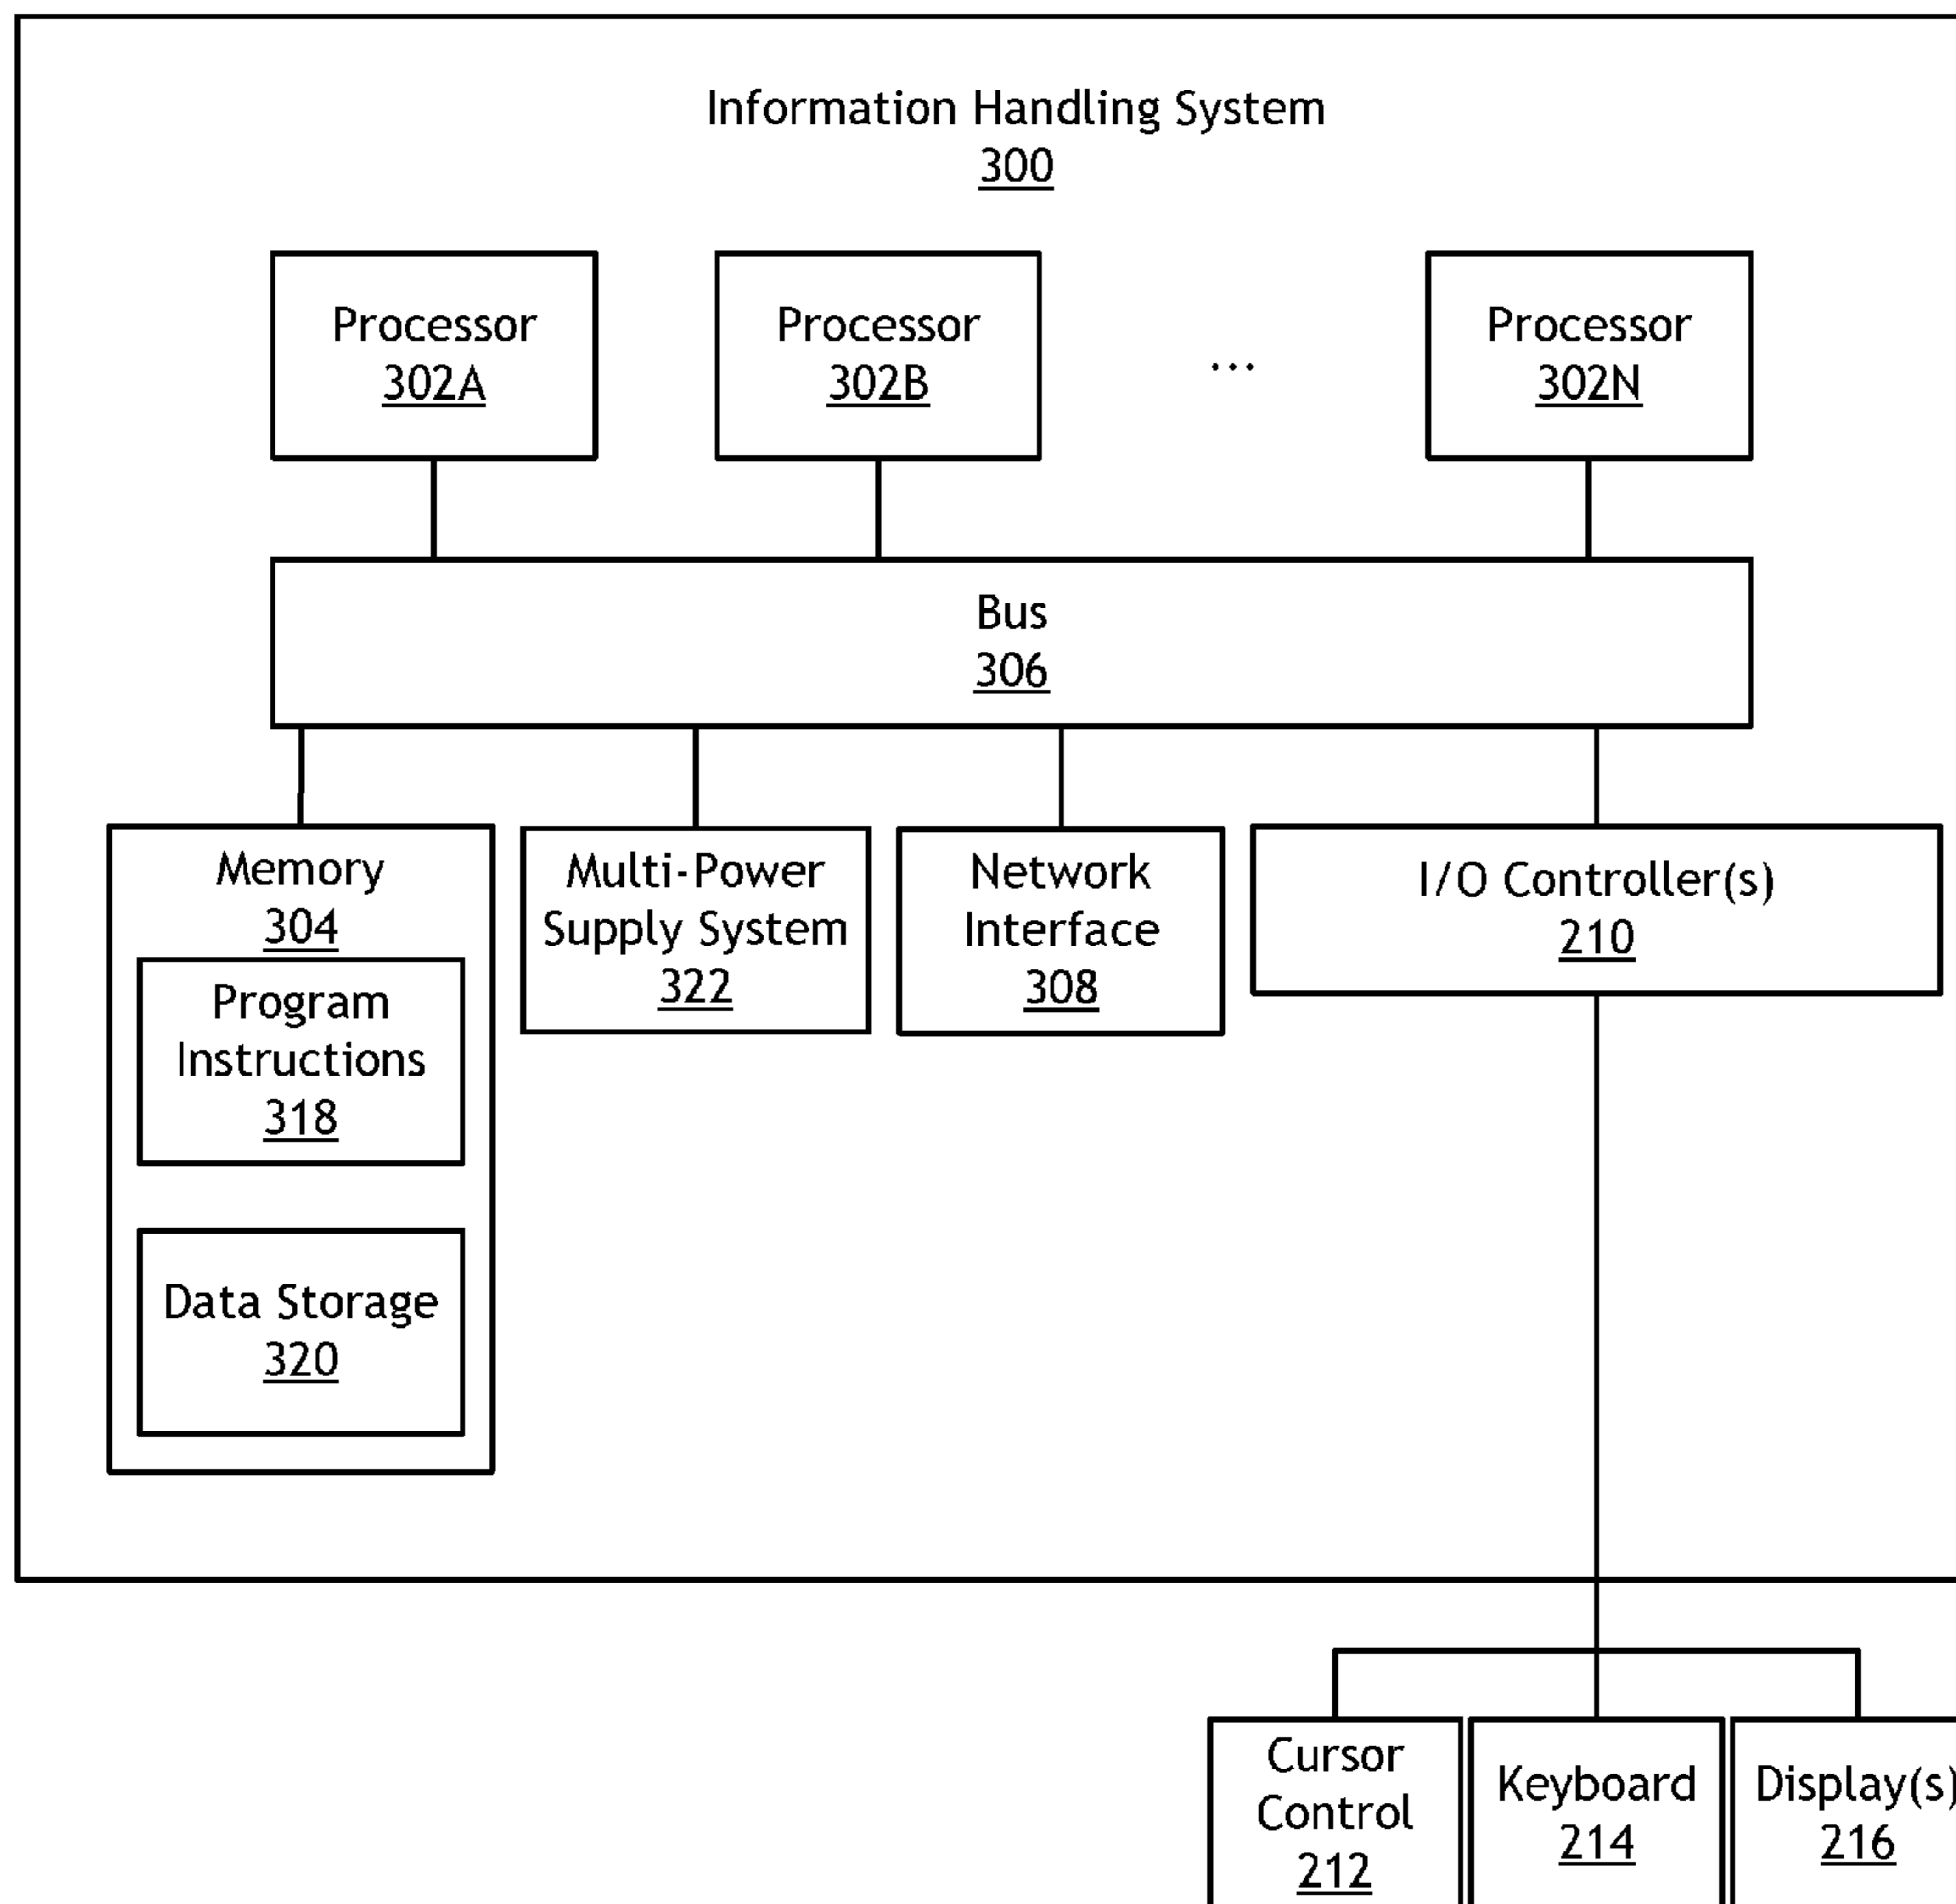 Information Handling System
300
Processor
302A
Processor
302B
...
Processor
302N
Bus
306
Memory
304
Program
Instructions
318
Data Storage
320
Multi-Power
Supply System
322
Network
Interface
308
I/O Controller(s)
210
Cursor
Control
212
Keyboard
214
Display(s)
216